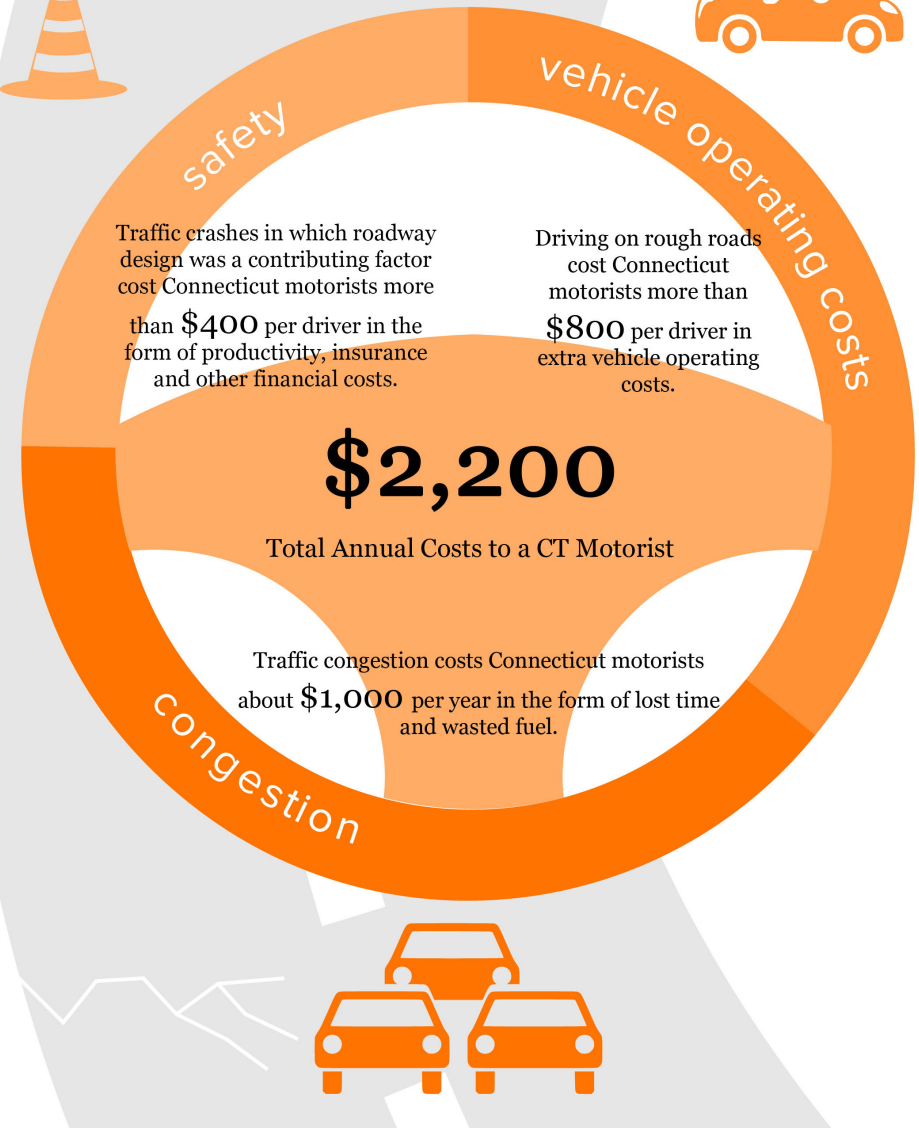 safety
vehicle operating costs
Traffic crashes in which roadway
design was a contributing factor
cost Connecticut motorists more
than $400 per driver in the
form of productivity, insurance
and other financial costs.
Driving on rough roads
cost Connecticut
motorists more than
$800 per driver in
extra vehicle operating
costs.
$2,200
Total Annual Costs to a CT Motorist
Traffic congestion costs Connecticut motorists
about $1,000 per year in the form of lost time
and wasted fuel.
congestion